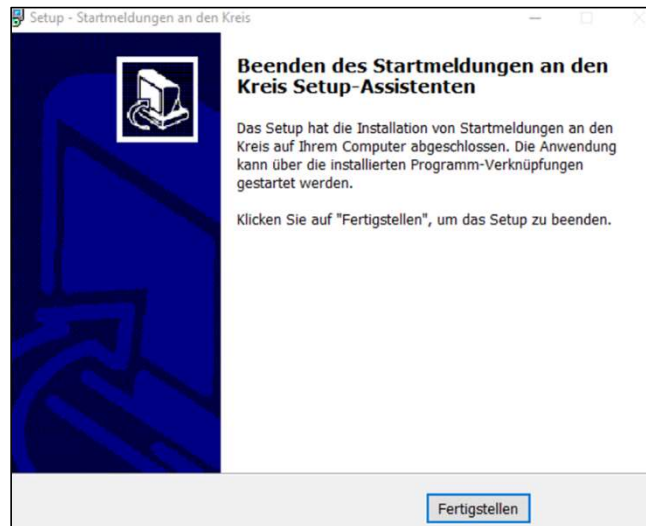 Setup - Startmeldungen an den Kreis
Beenden des Startmeldungen an den
Kreis Setup-Assistenten
Das Setup hat die Installation von Startmeldungen an den
Kreis auf Ihrem Computer abgeschlossen. Die Anwendung
kann über die installierten Programm-Verknüpfungen
gestartet werden.
Klicken Sie auf "Fertigstellen", um das Setup zu beenden.
Fertigstellen